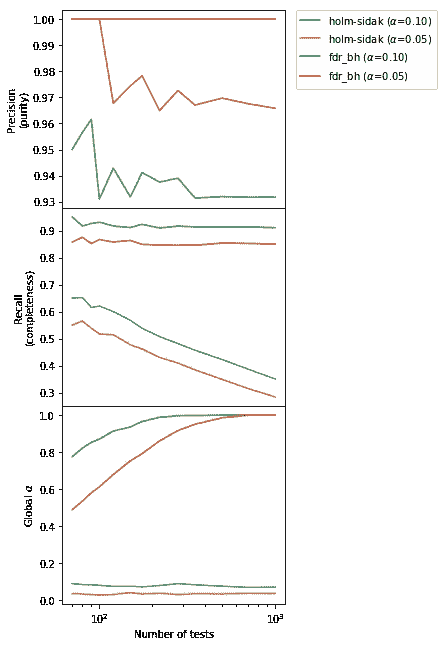 holm-sidak (α=0.10)
holm-sidak (α=0.05)
fdr_bh (α=0.10)
fdr_bh (α=0.05)
1.00
0.99
0.98
0.97
0.96
0.95
0.94
0.93
Precision
(purity)
0.9
0.8
0.7
0.6
0.5
0.4
0.3
Recall
(completeness)
1.0
0.8
0.6
0.4
0.2
0.0
Global α
10²
10³
Number of tests